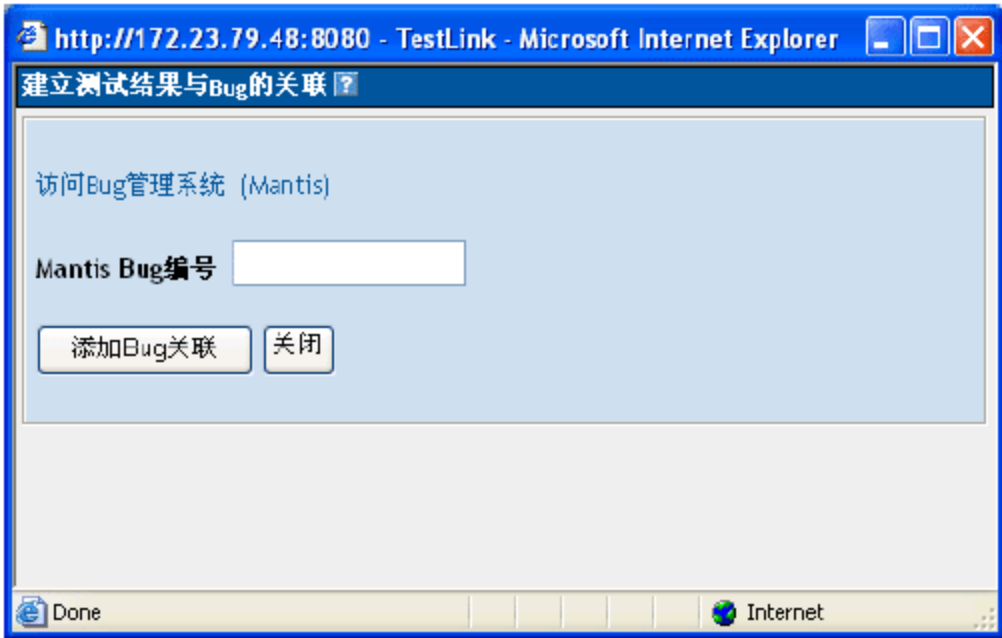 http://172.23.79.48:8080 - TestLink - Microsoft Internet Explorer
建立测试结果与Bug的关联 ?
访问Bug管理系统 (Mantis)
Mantis Bug编号
添加Bug关联 关闭
Done Internet